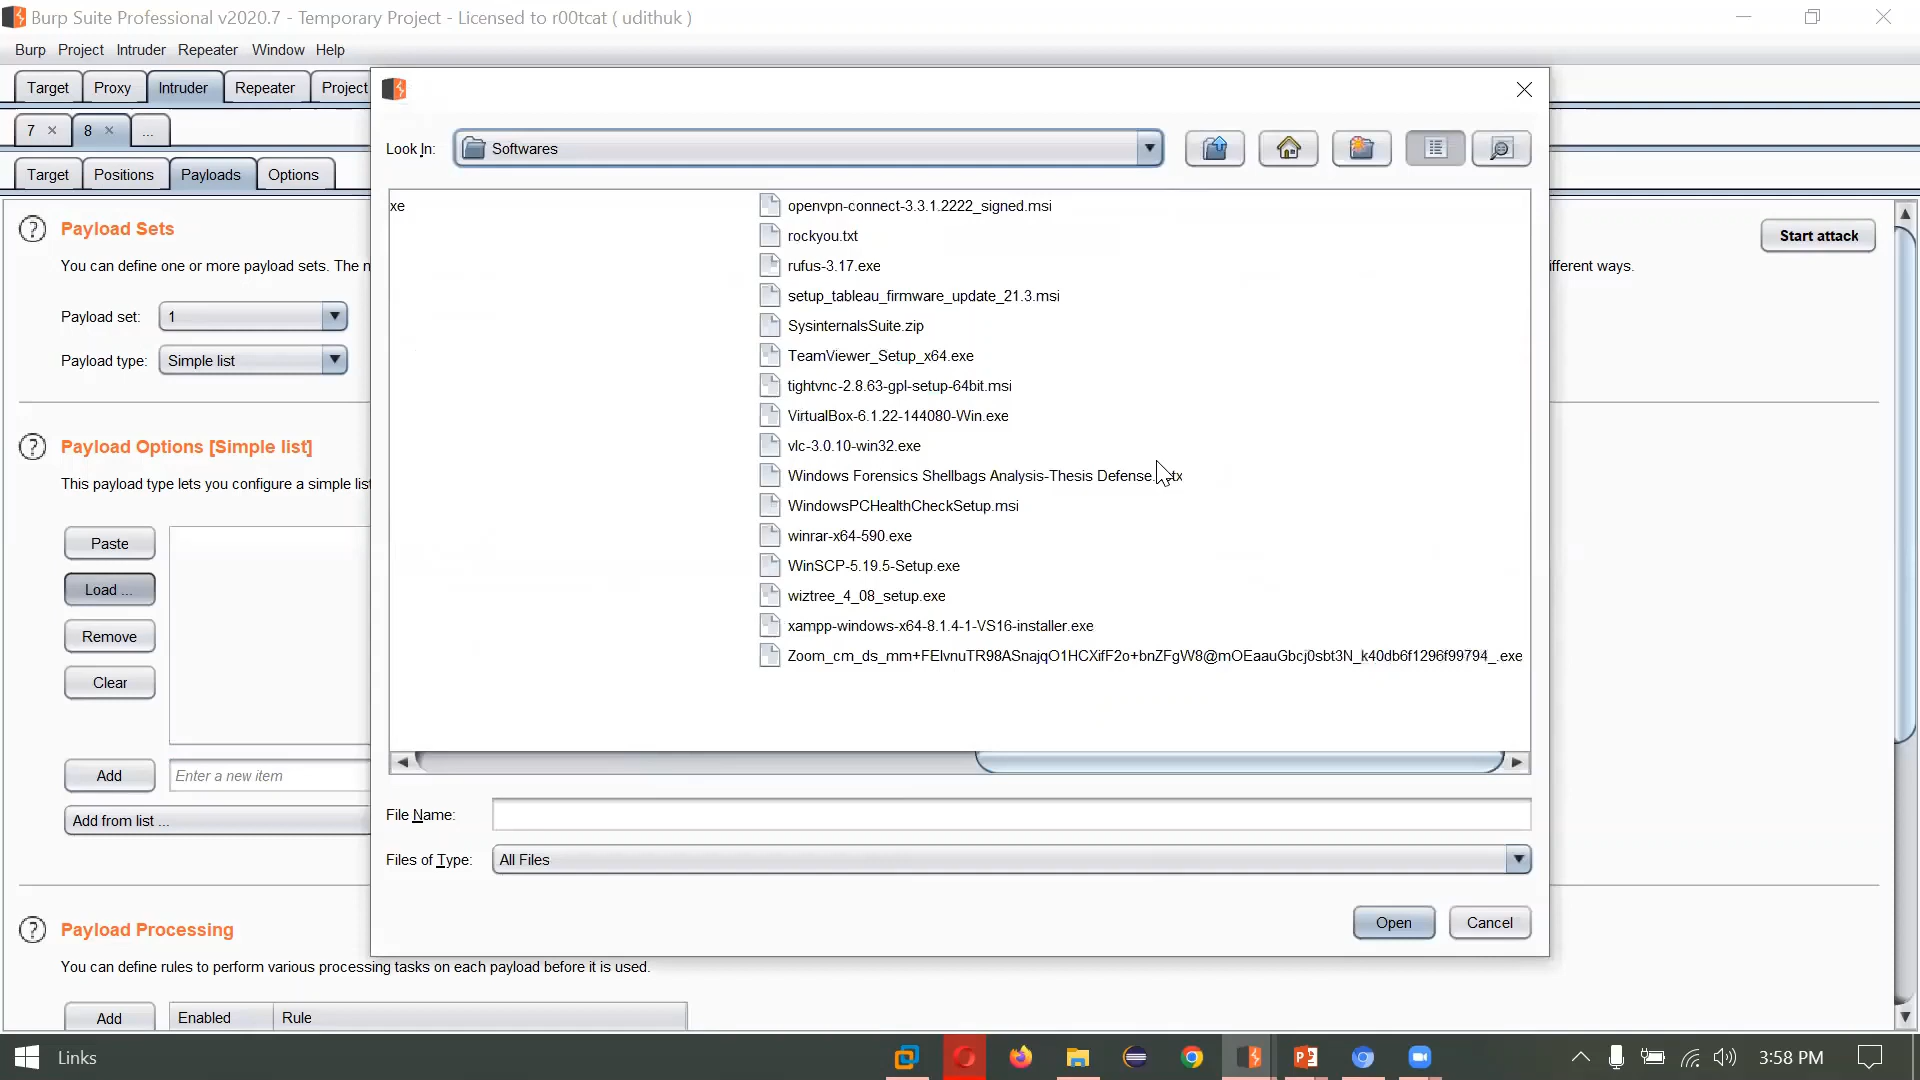 Burp Suite Professional v2020.7 - Temporary Project - Licensed to r00tcat ( udithuk )
Burp Project Intruder Repeater Window Help
Target Proxy Intruder Repeater Project
7 × 8 × ...
Target Positions Payloads Options
? Payload Sets
You can define one or more payload sets. The n
ifferent ways.
Start attack
Payload set: 1
Payload type: Simple list
? Payload Options [Simple list]
This payload type lets you configure a simple list
Paste
Load ...
Remove
Clear
Add Enter a new item
Add from list ...
? Payload Processing
You can define rules to perform various processing tasks on each payload before it is used.
Add Enabled Rule
Look In: Softwares
xe
openvpn-connect-3.3.1.2222_signed.msi
rockyou.txt
rufus-3.17.exe
setup_tableau_firmware_update_21.3.msi
SysinternalsSuite.zip
TeamViewer_Setup_x64.exe
tightvnc-2.8.63-gpl-setup-64bit.msi
VirtualBox-6.1.22-144080-Win.exe
vlc-3.0.10-win32.exe
Windows Forensics Shellbags Analysis-Thesis Defense.
WindowsPCHealthCheckSetup.msi
winrar-x64-590.exe
WinSCP-5.19.5-Setup.exe
wiztree_4_08_setup.exe
xampp-windows-x64-8.1.4-1-VS16-installer.exe
Zoom_cm_ds_mm+FElvnuTR98ASnajqO1HCXifF2o+bnZFgW8@mOEaauGbcj0sbt3N_k40db6f1296f99794_.exe
File Name:
Files of Type: All Files
Open Cancel
Links
3:58 PM